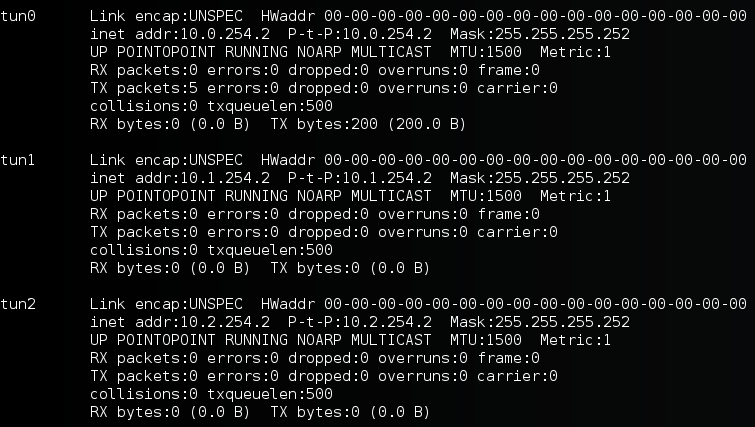 tun0      Link encap:UNSPEC  HWaddr 00-00-00-00-00-00-00-00-00-00-00-00-00-00-00-00
          inet addr:10.0.254.2  P-t-P:10.0.254.2  Mask:255.255.255.252
          UP POINTOPOINT RUNNING NOARP MULTICAST  MTU:1500  Metric:1
          RX packets:0 errors:0 dropped:0 overruns:0 frame:0
          TX packets:5 errors:0 dropped:0 overruns:0 carrier:0
          collisions:0 txqueuelen:500
          RX bytes:0 (0.0 B)  TX bytes:200 (200.0 B)

tun1      Link encap:UNSPEC  HWaddr 00-00-00-00-00-00-00-00-00-00-00-00-00-00-00-00
          inet addr:10.1.254.2  P-t-P:10.1.254.2  Mask:255.255.255.252
          UP POINTOPOINT RUNNING NOARP MULTICAST  MTU:1500  Metric:1
          RX packets:0 errors:0 dropped:0 overruns:0 frame:0
          TX packets:0 errors:0 dropped:0 overruns:0 carrier:0
          collisions:0 txqueuelen:500
          RX bytes:0 (0.0 B)  TX bytes:0 (0.0 B)

tun2      Link encap:UNSPEC  HWaddr 00-00-00-00-00-00-00-00-00-00-00-00-00-00-00-00
          inet addr:10.2.254.2  P-t-P:10.2.254.2  Mask:255.255.255.252
          UP POINTOPOINT RUNNING NOARP MULTICAST  MTU:1500  Metric:1
          RX packets:0 errors:0 dropped:0 overruns:0 frame:0
          TX packets:0 errors:0 dropped:0 overruns:0 carrier:0
          collisions:0 txqueuelen:500
          RX bytes:0 (0.0 B)  TX bytes:0 (0.0 B)